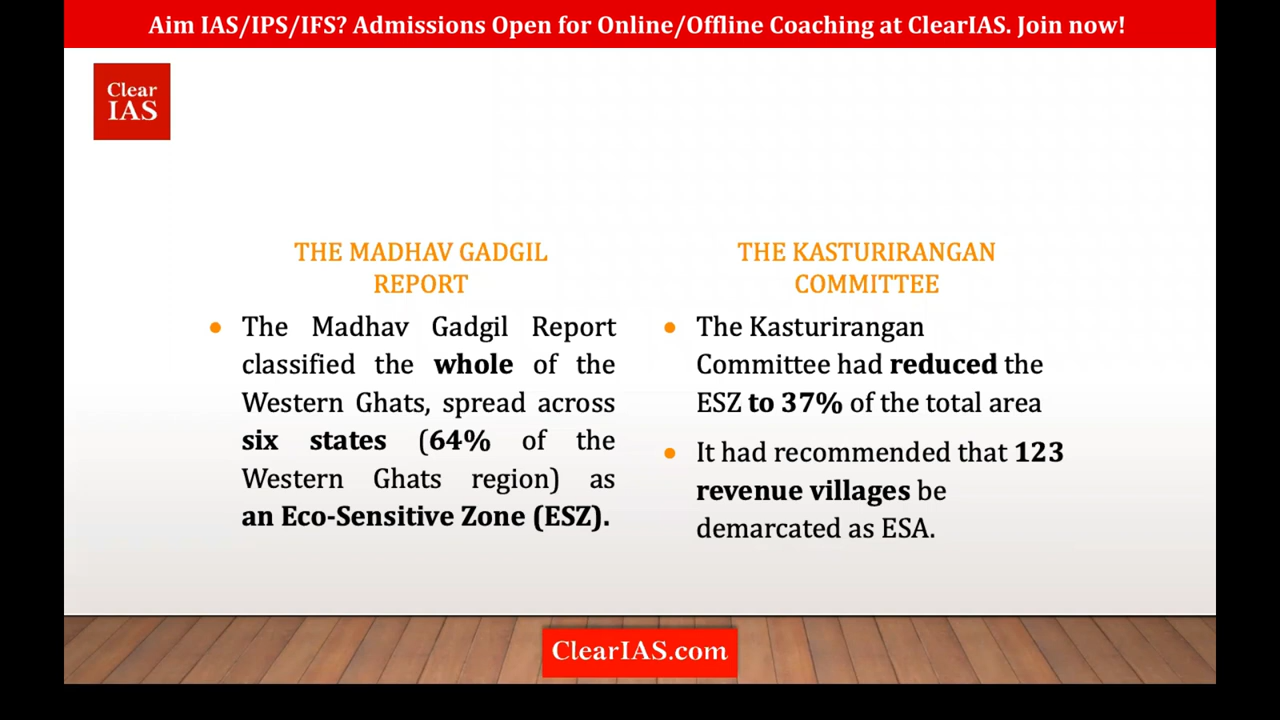 Aim IAS/IPS/IFS? Admissions Open for Online/Offline Coaching at ClearIAS. Join now!
Clear
IAS
THE MADHAV GADGIL
REPORT
• The Madhav Gadgil Report
classified the whole of the
Western Ghats, spread across
six states (64% of the
Western Ghats region) as
an Eco-Sensitive Zone (ESZ).
THE KASTURIRANGAN
COMMITTEE
• The Kasturirangan
Committee had reduced the
ESZ to 37% of the total area
• It had recommended that 123
revenue villages be
demarcated as ESA.
ClearIAS.com